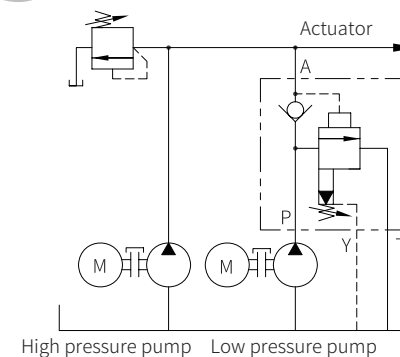 Actuator
A
P
Y
T
M
M
High pressure pump
Low pressure pump